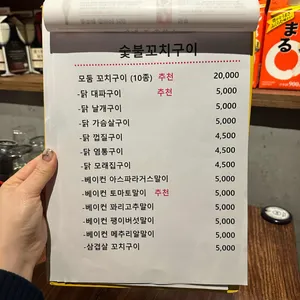 숯불꼬치구이
모둠 꼬치구이 (10종) 추천 20,000
-닭 대파구이 추천 5,000
-닭 날개구이 5,000
-닭 가슴살구이 5,000
-닭 껍질구이 4,500
-닭 염통구이 4,500
-닭 모래집구이 4,500
-베이컨 아스파라거스말이 5,000
-베이컨 토마토말이 추천 5,000
-베이컨 꽈리고추말이 5,000
-베이컨 팽이버섯말이 5,000
-베이컨 메추리알말이 5,000
-삼겹살 꼬치구이 5,000
まる